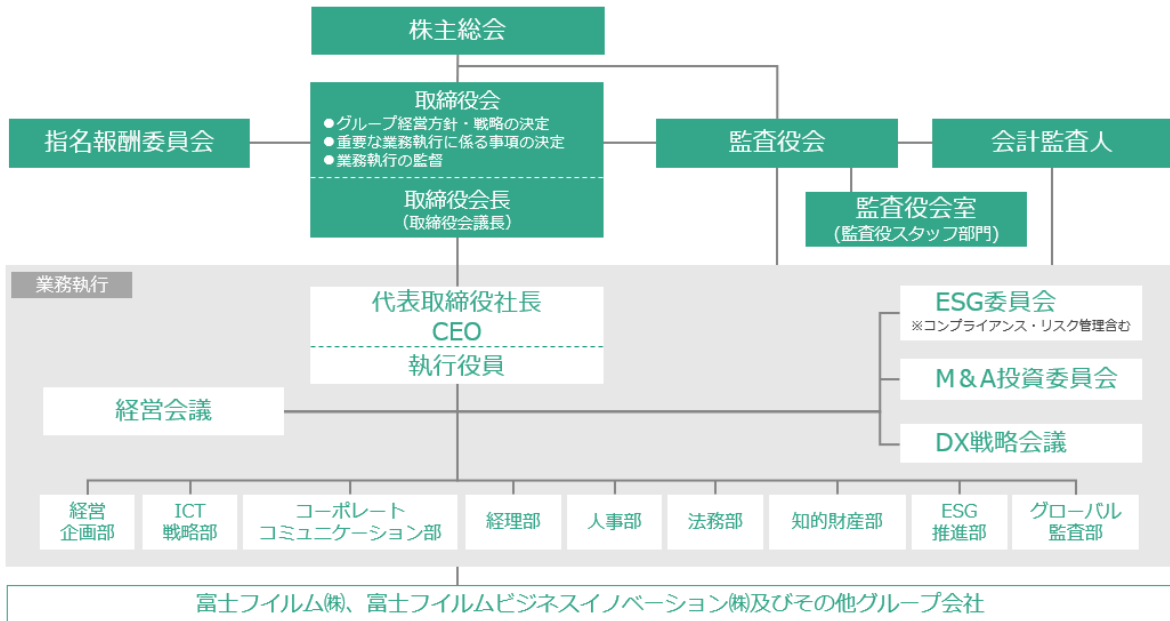 株主総会
取締役会
●グループ経営方針・戦略の決定
●重要な業務執行に係る事項の決定
●業務執行の監督
取締役会長
(取締役会議長)
指名報酬委員会
監査役会
会計監査人
監査役会室
(監査役スタッフ部門)
業務執行
代表取締役社長
CEO
執行役員
ESG委員会
※コンプライアンス・リスク管理含む
M&A投資委員会
DX戦略会議
経営会議
経営
企画部
ICT
戦略部
コーポレート
コミュニケーション部
経理部
人事部
法務部
知的財産部
ESG
推進部
グローバル
監査部
富士フイルム㈱、富士フイルムビジネスイノベーション㈱及びその他グループ会社